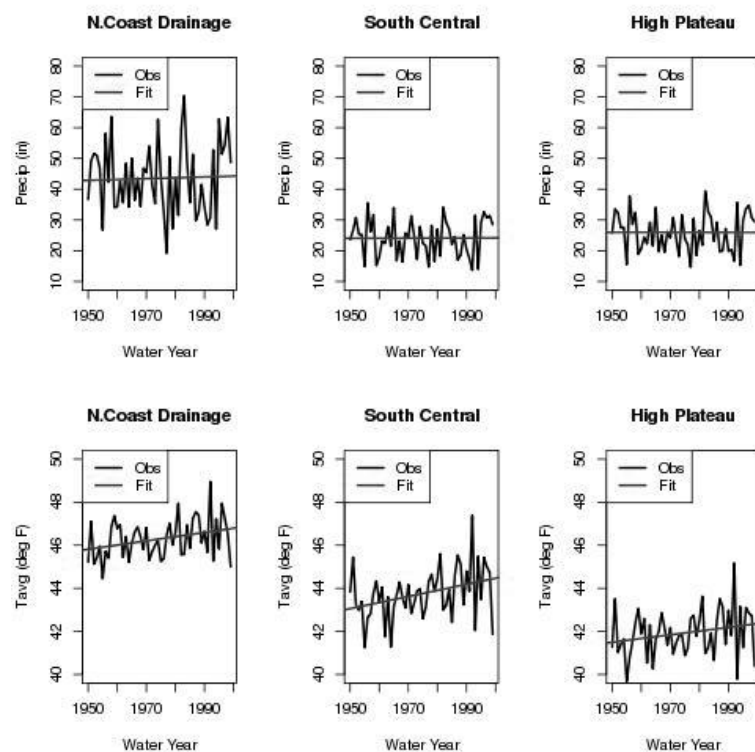 N.Coast Drainage
South Central
High Plateau
Precip (in)
80
70
60
50
40
30
20
10
Obs
Fit
1950
1970
1990
Water Year
Precip (in)
80
70
60
50
40
30
20
10
Obs
Fit
1950
1970
1990
Water Year
Precip (in)
80
70
60
50
40
30
20
10
Obs
Fit
1950
1970
1990
Water Year
N.Coast Drainage
South Central
High Plateau
Tavg (deg F)
50
48
46
44
42
40
Obs
Fit
1950
1970
1990
Water Year
Tavg (deg F)
50
48
46
44
42
40
Obs
Fit
1950
1970
1990
Water Year
Tavg (deg F)
50
48
46
44
42
40
Obs
Fit
1950
1970
1990
Water Year